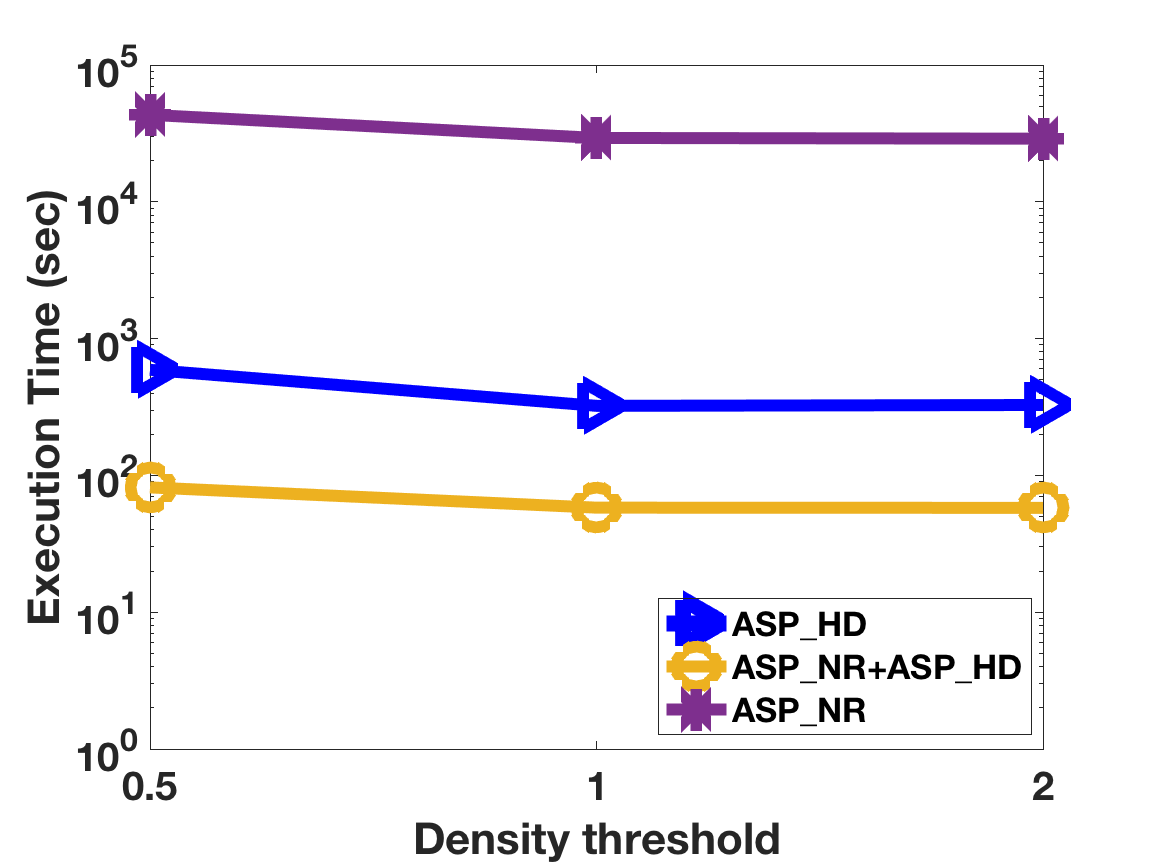 Execution Time (sec)
10^5
10^4
10^3
10^2
10^1
10^0
0.5 1 2
Density threshold
ASP_HD
ASP_NR+ASP_HD
ASP_NR